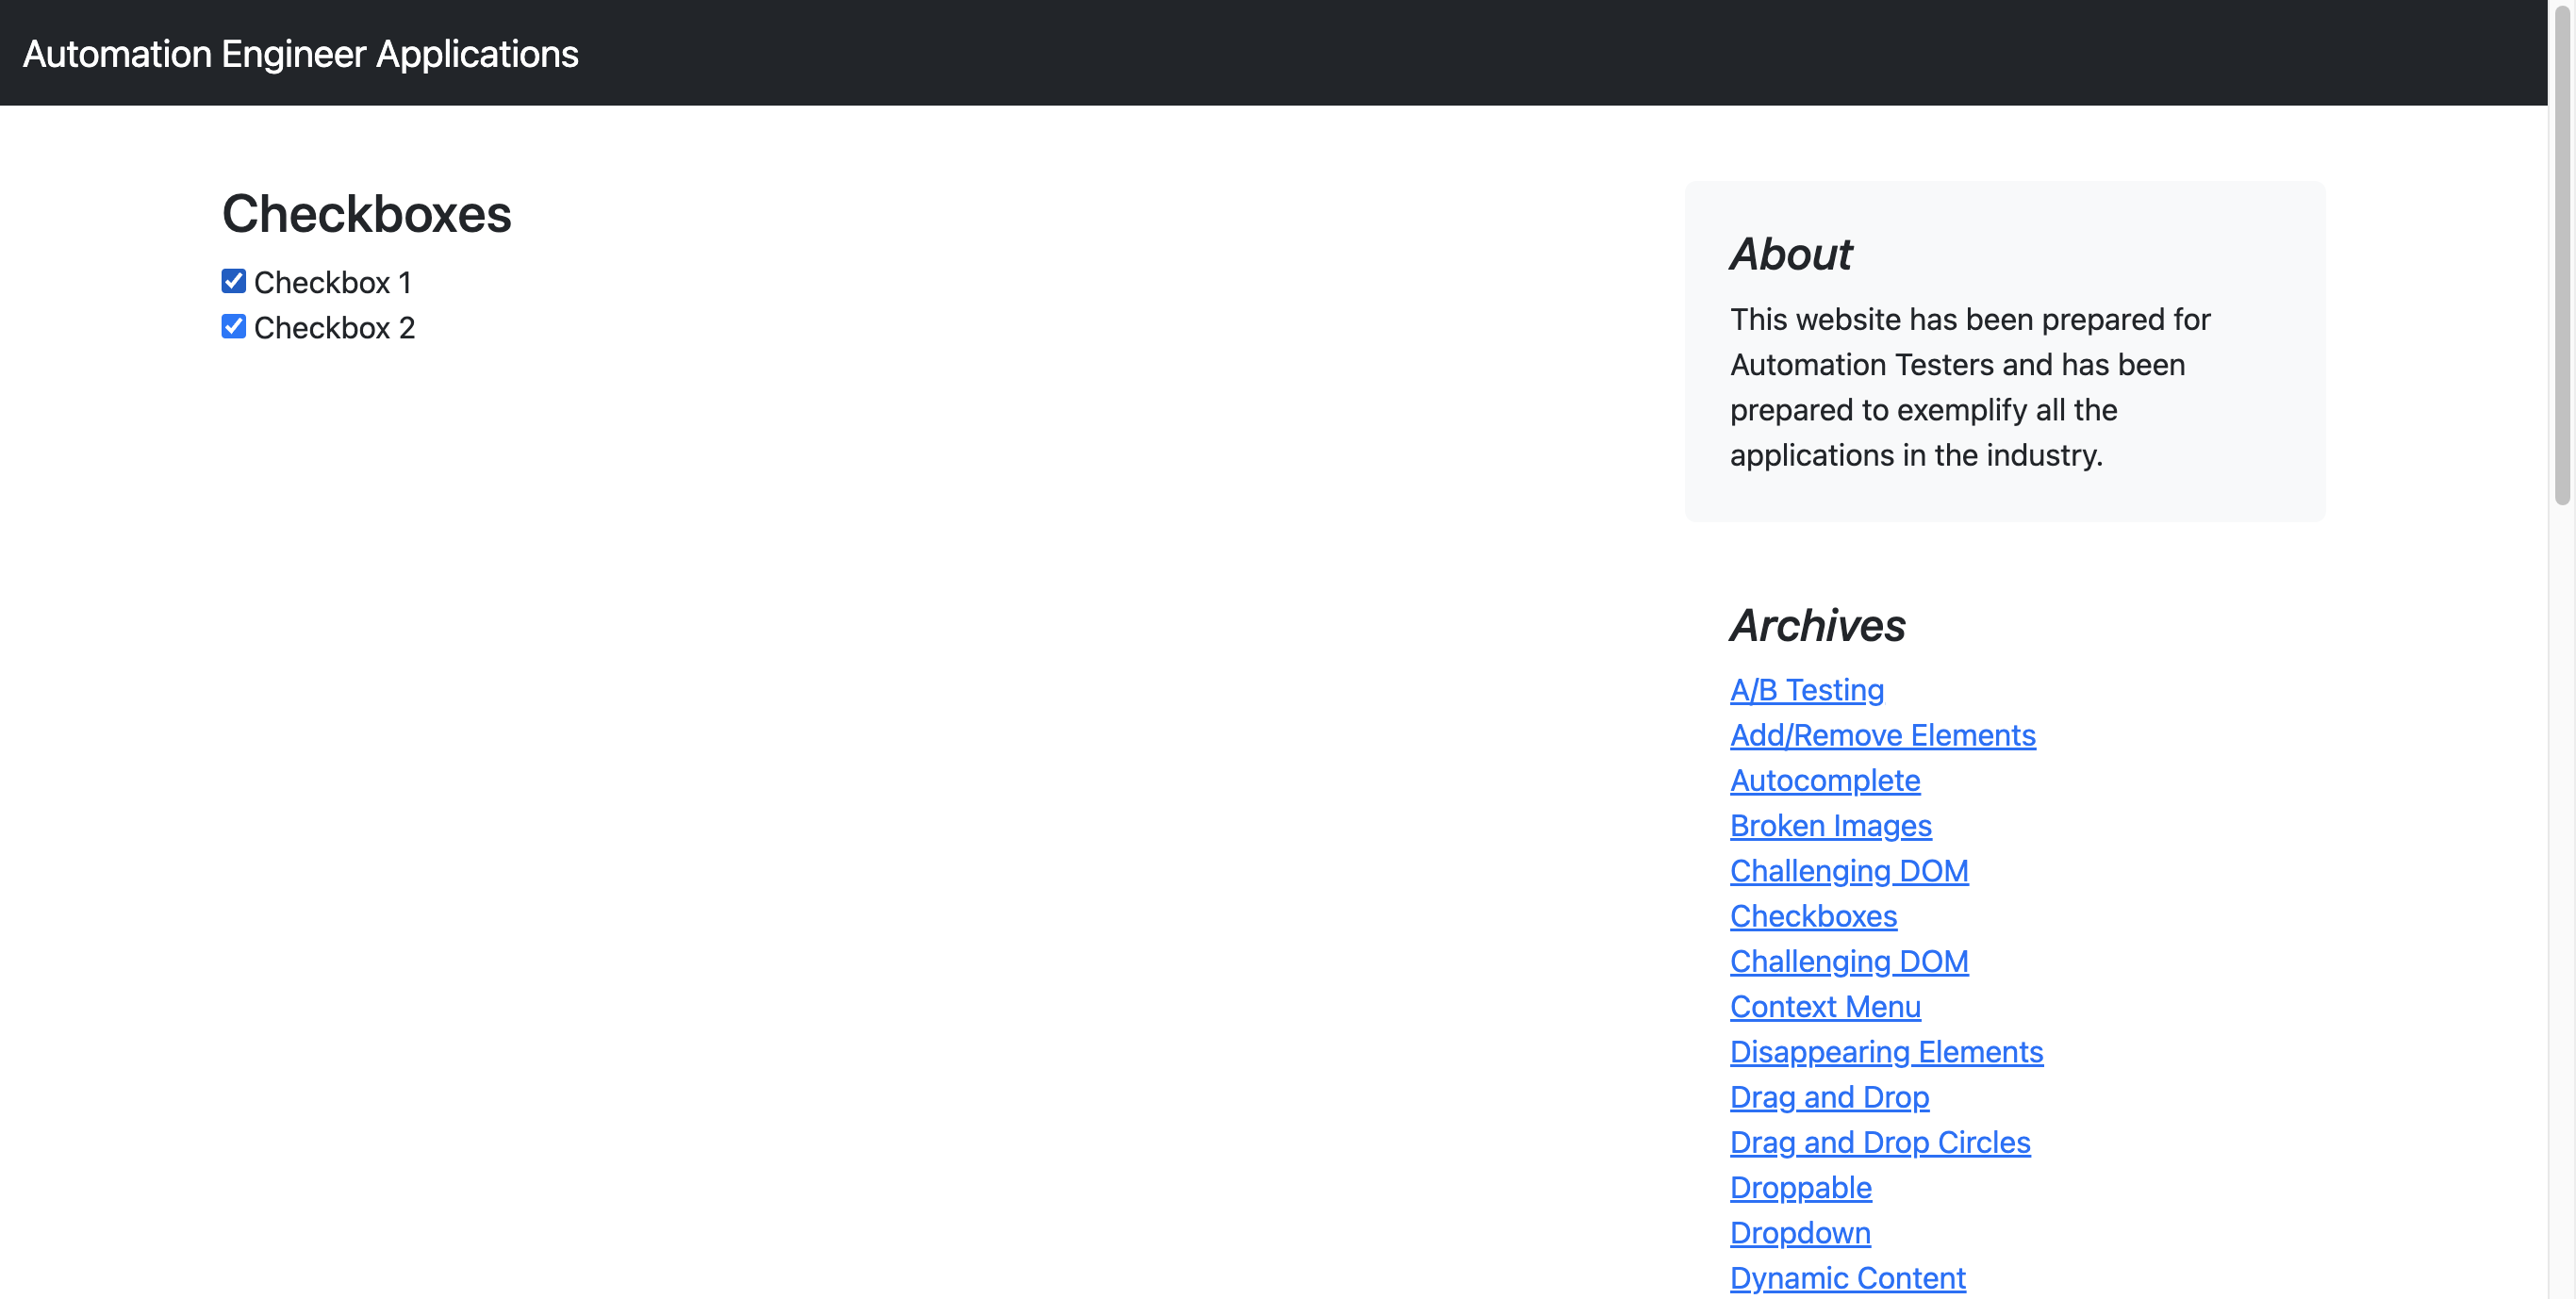 Automation Engineer Applications
Checkboxes
Checkbox 1
Checkbox 2
About
This website has been prepared for
Automation Testers and has been
prepared to exemplify all the
applications in the industry.
Archives
A/B Testing
Add/Remove Elements
Autocomplete
Broken Images
Challenging DOM
Checkboxes
Challenging DOM
Context Menu
Disappearing Elements
Drag and Drop
Drag and Drop Circles
Droppable
Dropdown
Dynamic Content